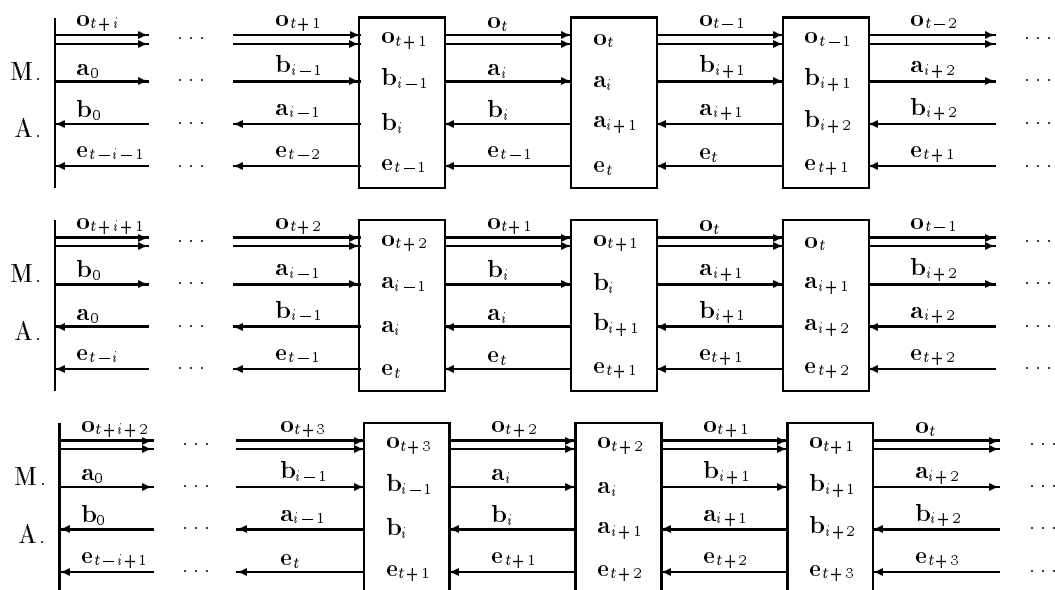 o_{t+i} · · · o_{t+1} o_{t+1} o_t o_t o_{t−1} o_{t−1} o_{t−2} · · ·
M. a_0 · · · b_{i−1} b_{i−1} a_i a_i b_{i+1} b_{i+1} a_{i+2} · · ·
A. b_0 · · · a_{i−1} b_i b_i a_{i+1} a_{i+1} b_{i+2} b_{i+2} · · ·
e_{t−i−1} · · · e_{t−2} e_{t−1} e_{t−1} e_t e_t e_{t+1} e_{t+1} · · ·
o_{t+i+1} · · · o_{t+2} o_{t+2} o_{t+1} o_{t+1} o_t o_t o_{t−1} · · ·
M. b_0 · · · a_{i−1} a_{i−1} b_i b_i a_{i+1} a_{i+1} b_{i+2} · · ·
A. a_0 · · · b_{i−1} a_i a_i b_{i+1} b_{i+1} a_{i+2} a_{i+2} · · ·
e_{t−i} · · · e_{t−1} e_t e_t e_{t+1} e_{t+1} e_{t+2} e_{t+2} · · ·
o_{t+i+2} · · · o_{t+3} o_{t+3} o_{t+2} o_{t+2} o_{t+1} o_{t+1} o_t · · ·
M. a_0 · · · b_{i−1} b_{i−1} a_i a_i b_{i+1} b_{i+1} a_{i+2} · · ·
A. b_0 · · · a_{i−1} b_i b_i a_{i+1} a_{i+1} b_{i+2} b_{i+2} · · ·
e_{t−i+1} · · · e_t e_{t+1} e_{t+1} e_{t+2} e_{t+2} e_{t+3} e_{t+3} · · ·